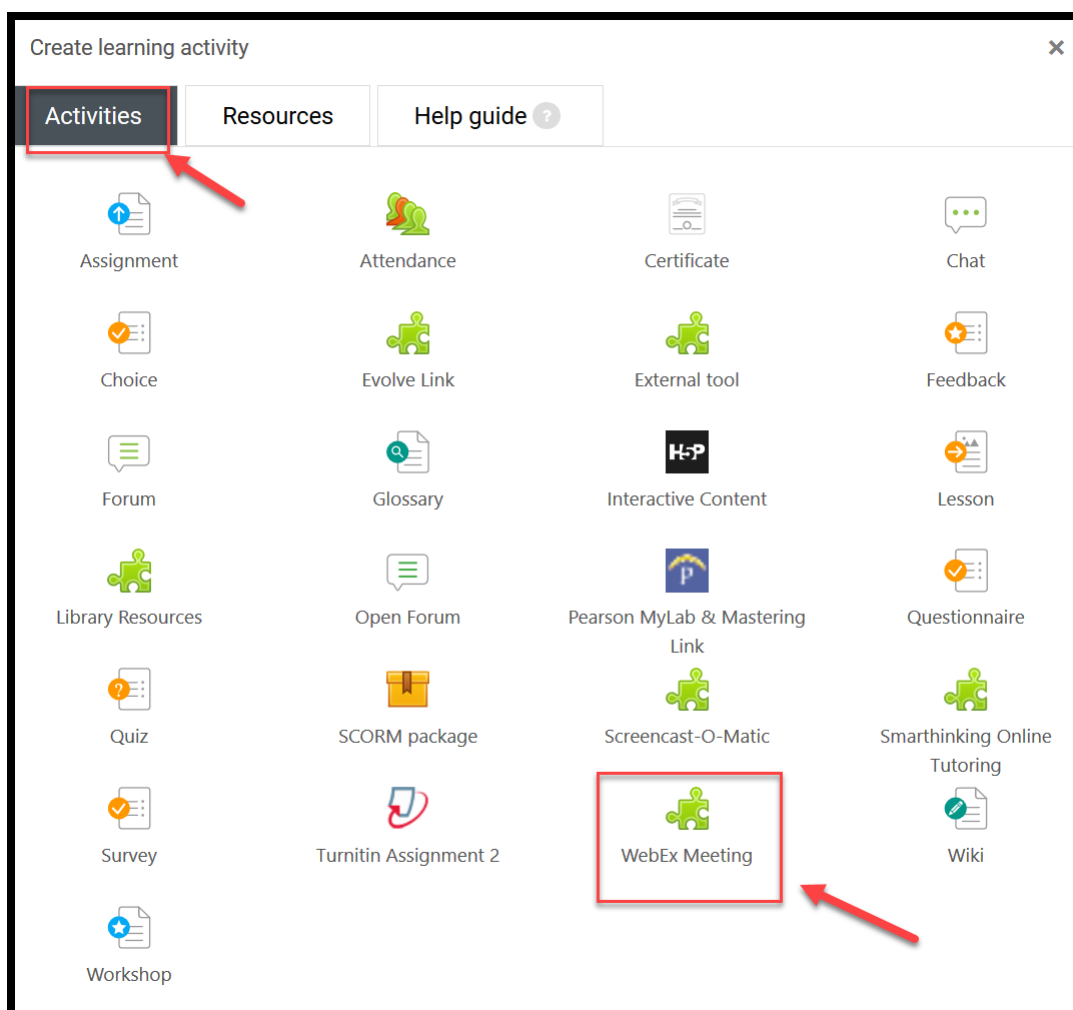 Create learning activity ×
Activities Resources Help guide ?
Assignment Attendance Certificate Chat
Choice Evolve Link External tool Feedback
H5P
Forum Glossary Interactive Content Lesson
p
Library Resources Open Forum Pearson MyLab & Mastering Questionnaire
Link
?
Quiz SCORM package Screencast-O-Matic Smarthinking Online
Tutoring
Survey Turnitin Assignment 2 WebEx Meeting Wiki
Workshop